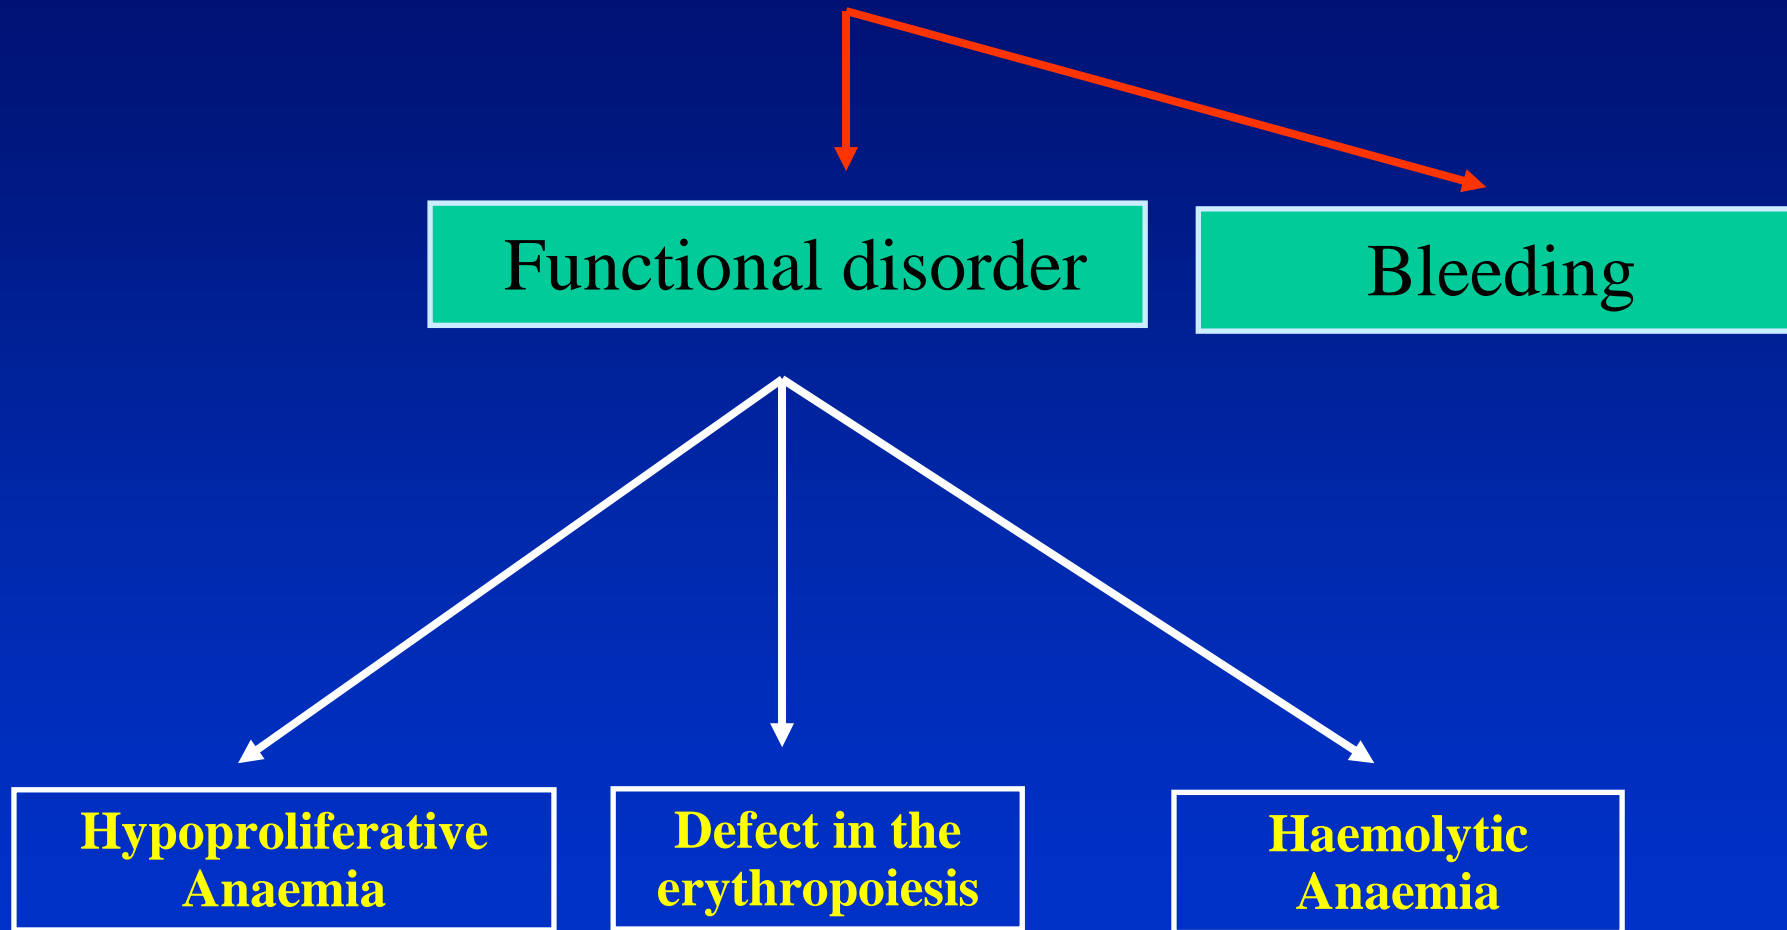 Functional disorder
Bleeding
Hypoproliferative
Anaemia
Defect in the
erythropoiesis
Haemolytic
Anaemia